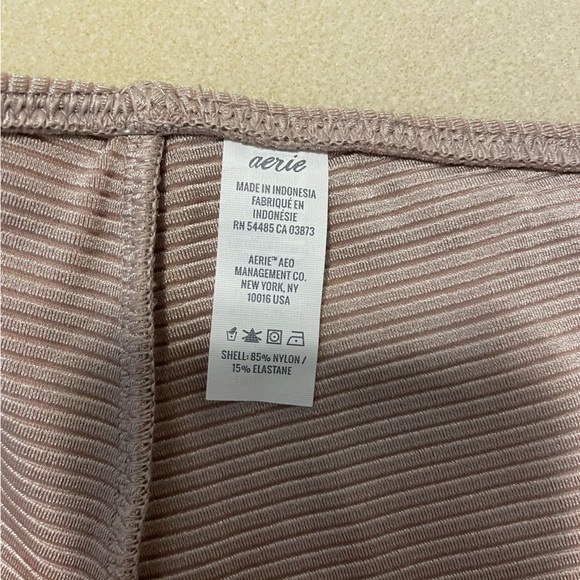 aerie
MADE IN INDONESIA
FABRIQUÉ EN
INDONÉSIE
RN 54485 CA 03873
AERIE™ AEO
MANAGEMENT CO.
NEW YORK, NY
10016 USA
SHELL: 85% NYLON /
15% ELASTANE